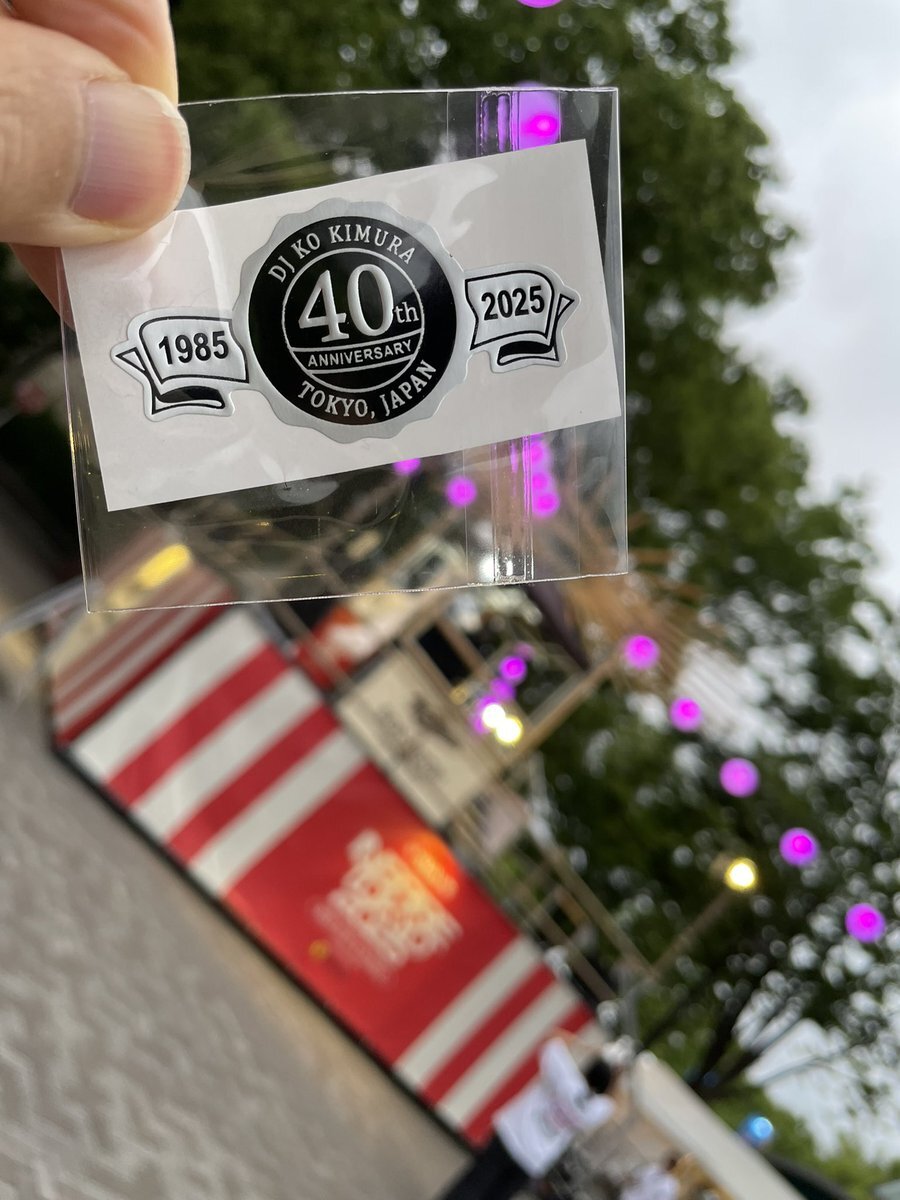 DJ KO KIMURA
40th
ANNIVERSARY
TOKYO, JAPAN
1985
2025